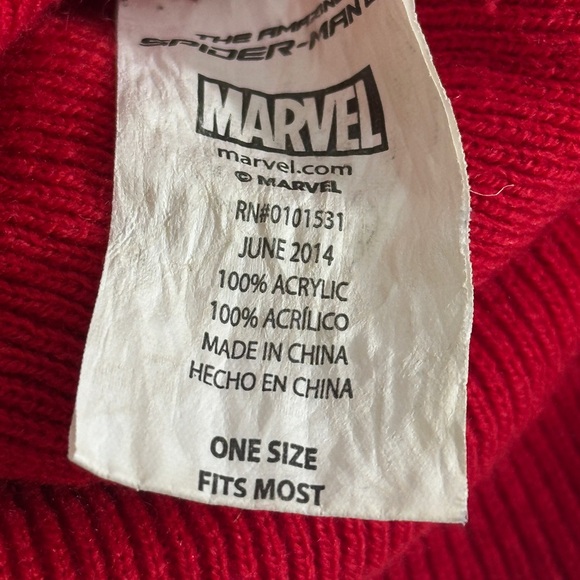 THE AMAZING
SPIDER-MAN
MARVEL
marvel.com
© MARVEL
RN#0101531
JUNE 2014
100% ACRYLIC
100% ACRÍLICO
MADE IN CHINA
HECHO EN CHINA
ONE SIZE
FITS MOST